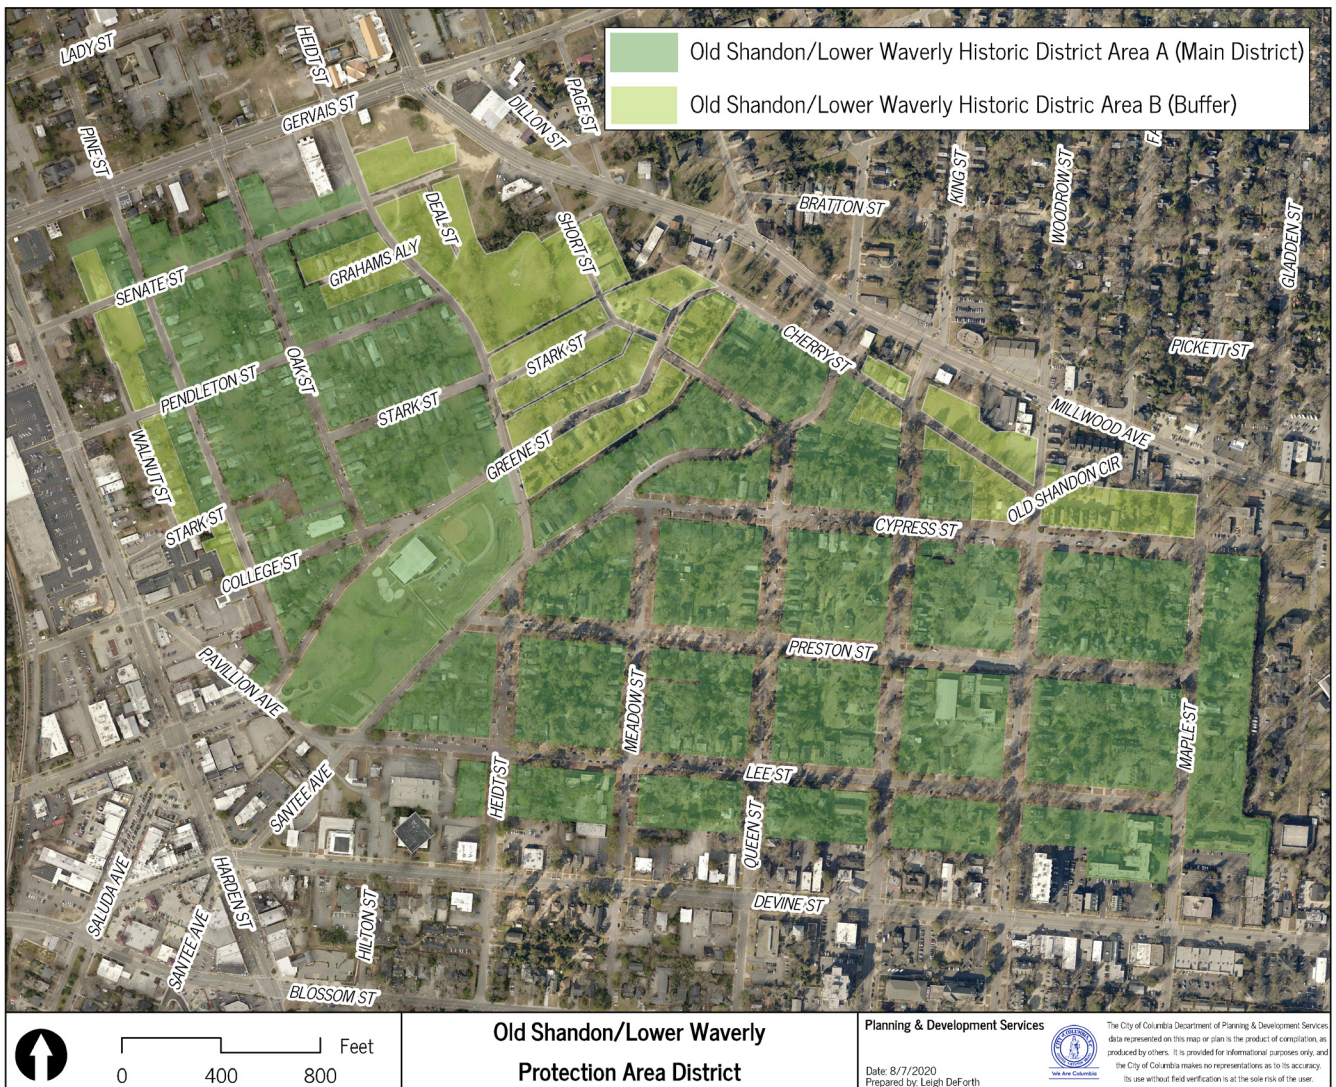 Old Shandon/Lower Waverly Historic District Area A (Main District)
Old Shandon/Lower Waverly Historic Distric Area B (Buffer)
LADY ST
HEIDT ST
GERVAIS ST
PINE ST
DILLON ST
PAGE ST
KING ST
WOODROW ST
FA
BRATTON ST
GLADDEN ST
DEAL ST
SHORT ST
GRAHAMS ALY
SENATE ST
CHERRY ST
PICKETT ST
OAK ST
STARK ST
PENDLETON ST
STARK ST
MILLWOOD AVE
WALNUT ST
GREENE ST
OLD SHANDON CIR
STARK ST
CYPRESS ST
COLLEGE ST
PRESTON ST
PAVILLION AVE
MEADOW ST
MAPLE ST
LEE ST
HEIDT ST
SANTEE AVE
QUEEN ST
SALUDA AVE
HARDEN ST
DEVINE ST
HILTON ST
SANTEE AVE
BLOSSOM ST
Feet
0 400 800
Old Shandon/Lower Waverly
Protection Area District
Planning & Development Services
Date: 8/7/2020
Prepared by: Leigh DeForth
We Are Columbia
The City of Columbia Department of Planning & Development Services
data represented on this map or plan is the product of compilation, as
produced by others. It is provided for informational purposes only, and
the City of Columbia makes no representations as to its accuracy.
Its use without field verification is at the sole risk of the user.